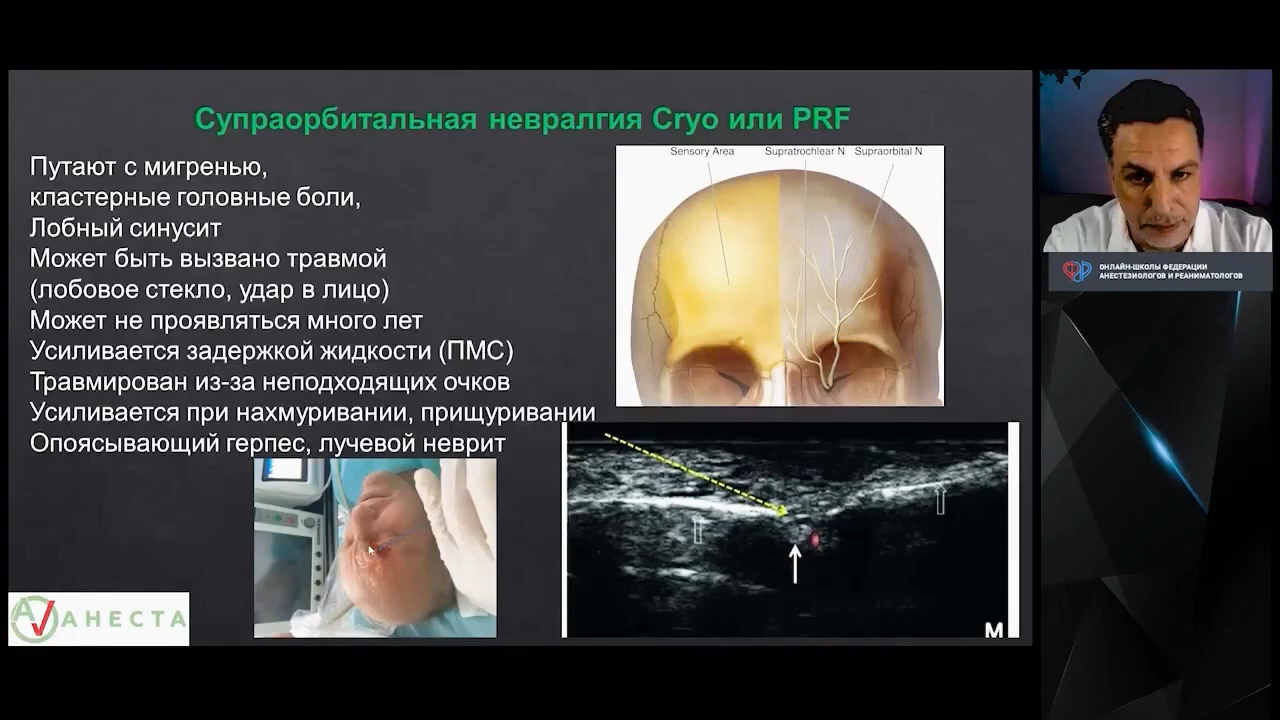 Супраорбитальная невралгия Cryo или PRF
Путают с мигренью,
кластерные головные боли,
Лобный синусит
Может быть вызвано травмой
(лобовое стекло, удар в лицо)
Может не проявляться много лет
Усиливается задержкой жидкости (ПМС)
Травмирован из-за неподходящих очков
Усиливается при нахмуривании, прищуривании
Опоясывающий герпес, лучевой неврит
Sensory Area Supratrochlear N Supraorbital N
M
АНЕСТА
ОНЛАЙН-ШКОЛЫ ФЕДЕРАЦИИ
АНЕСТЕЗИОЛОГОВ И РЕАНИМАТОЛОГОВ